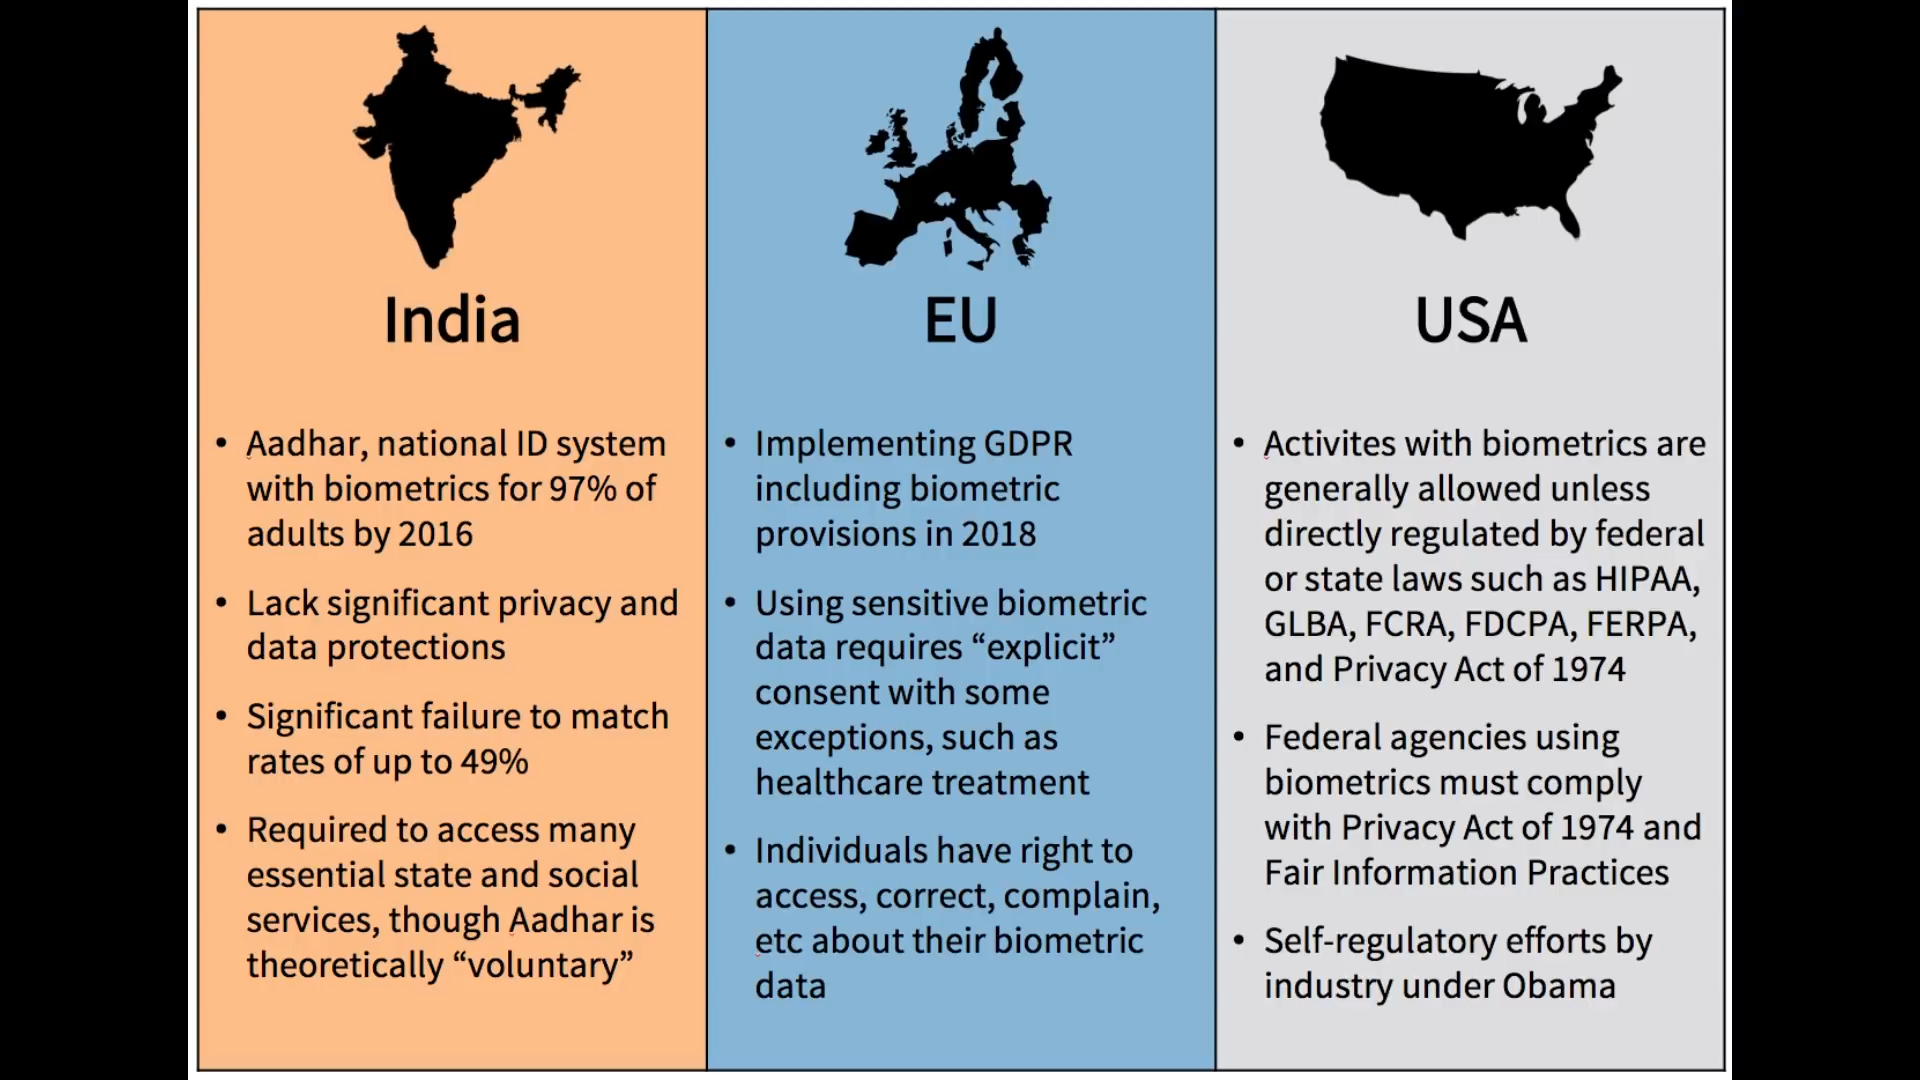 India
• Aadhar, national ID system
with biometrics for 97% of
adults by 2016
• Lack significant privacy and
data protections
• Significant failure to match
rates of up to 49%
• Required to access many
essential state and social
services, though Aadhar is
theoretically “voluntary”
EU
• Implementing GDPR
including biometric
provisions in 2018
• Using sensitive biometric
data requires “explicit”
consent with some
exceptions, such as
healthcare treatment
• Individuals have right to
access, correct, complain,
etc about their biometric
data
USA
• Activites with biometrics are
generally allowed unless
directly regulated by federal
or state laws such as HIPAA,
GLBA, FCRA, FDCPA, FERPA,
and Privacy Act of 1974
• Federal agencies using
biometrics must comply
with Privacy Act of 1974 and
Fair Information Practices
• Self-regulatory efforts by
industry under Obama